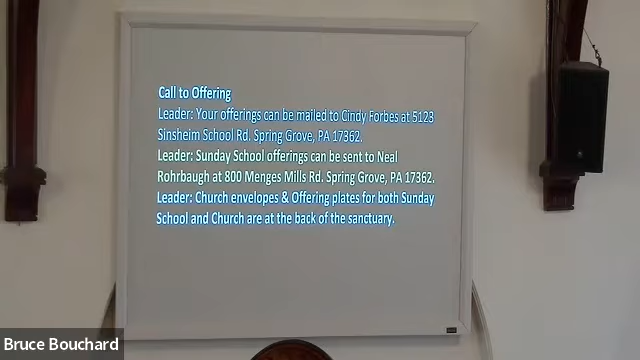 Call to Offering
Leader: Your offerings can be mailed to Cindy Forbes at 5123
Sinsheim School Rd. Spring Grove, PA 17362.
Leader: Sunday School offerings can be sent to Neal
Rohrbaugh at 800 Menges Mills Rd. Spring Grove, PA 17362.
Leader: Church envelopes & Offering plates for both Sunday
School and Church are at the back of the sanctuary.
Bruce Bouchard